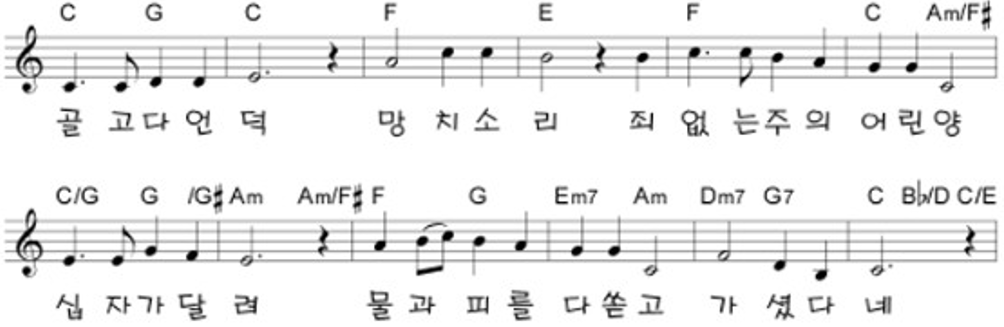 C G C F E F C Am/F#
골 고 다 언 덕 망 치 소 리 죄 없 는 주 의 어 린 양
C/G G /G# Am Am/F# F G Em7 Am Dm7 G7 C B♭/D C/E
십 자 가 달 려 물 과 피 를 다 쏟 고 가 셨 다 네